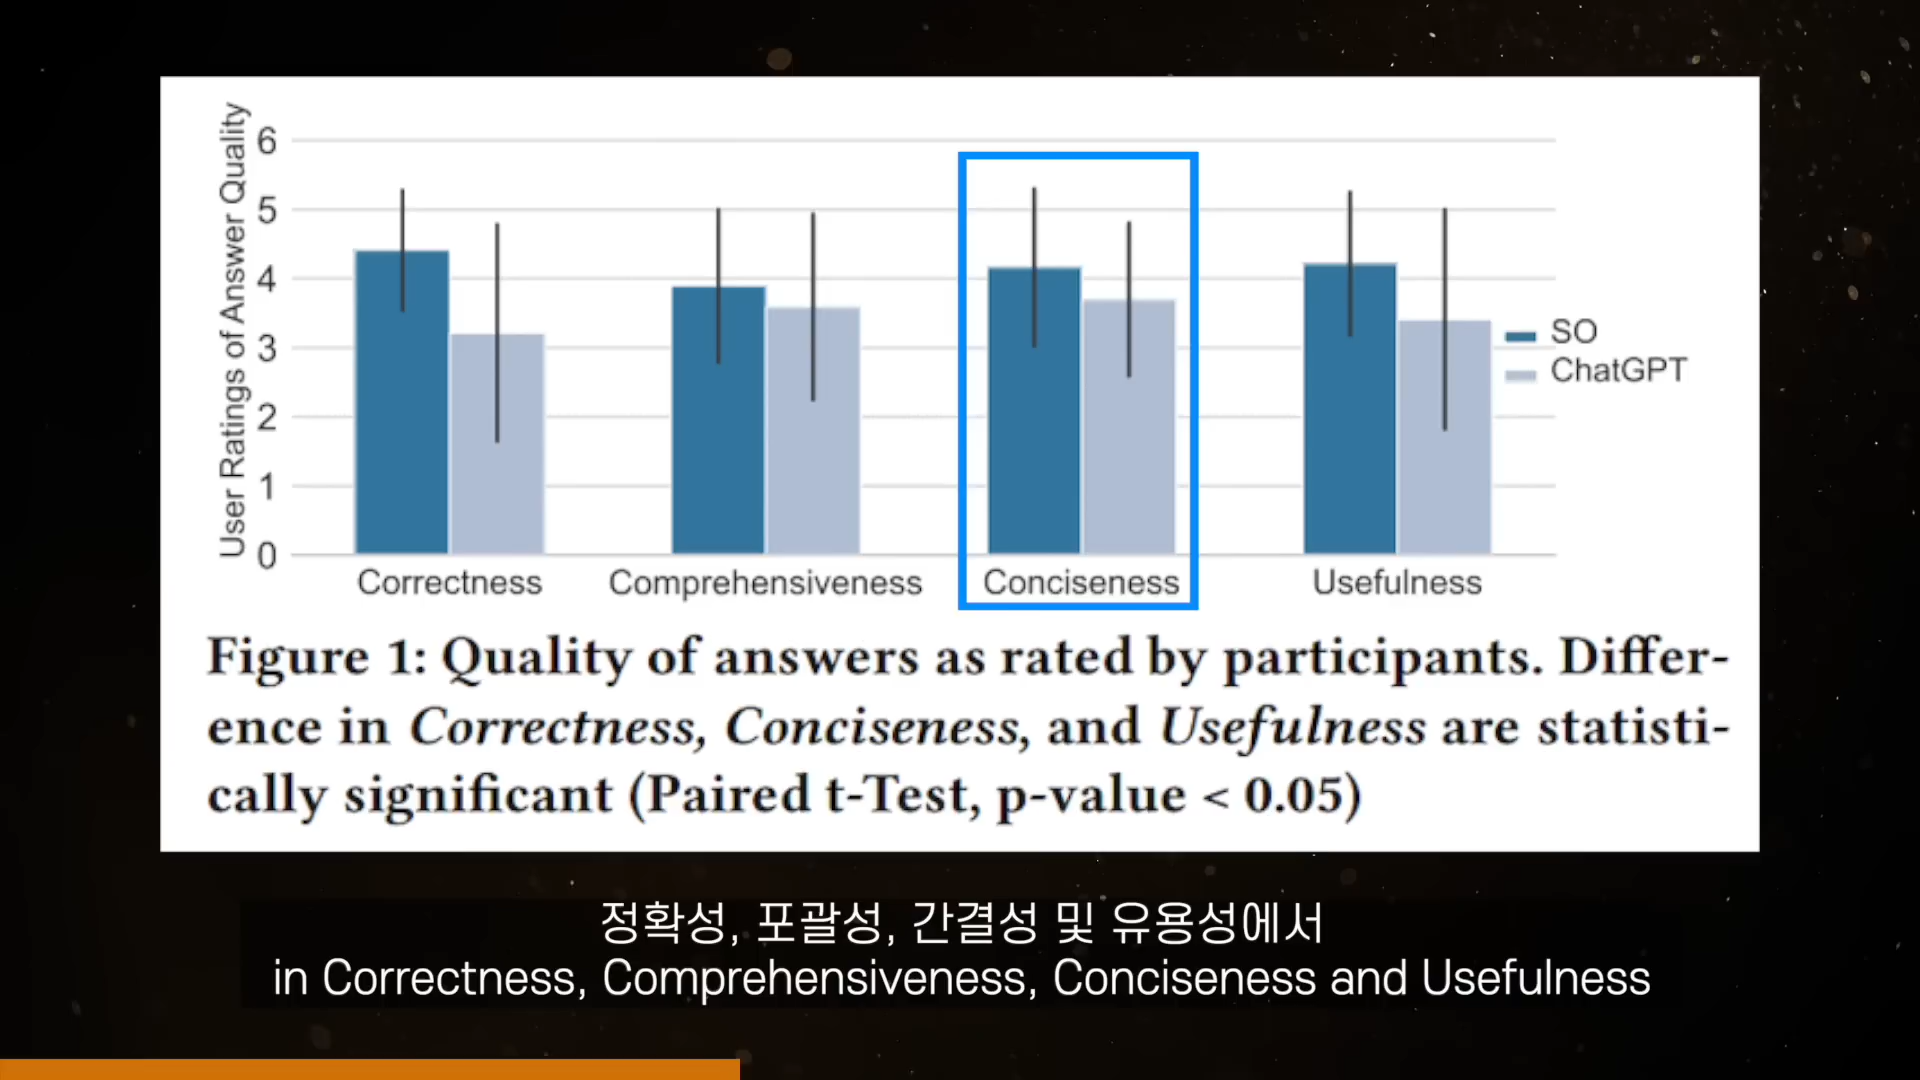 User Ratings of Answer Quality
6
5
4
3
2
1
0
Correctness
Comprehensiveness
Conciseness
Usefulness
SO
ChatGPT
Figure 1: Quality of answers as rated by participants. Differ-
ence in Correctness, Conciseness, and Usefulness are statisti-
cally significant (Paired t-Test, p-value < 0.05)
정확성, 포괄성, 간결성 및 유용성에서
in Correctness, Comprehensiveness, Conciseness and Usefulness